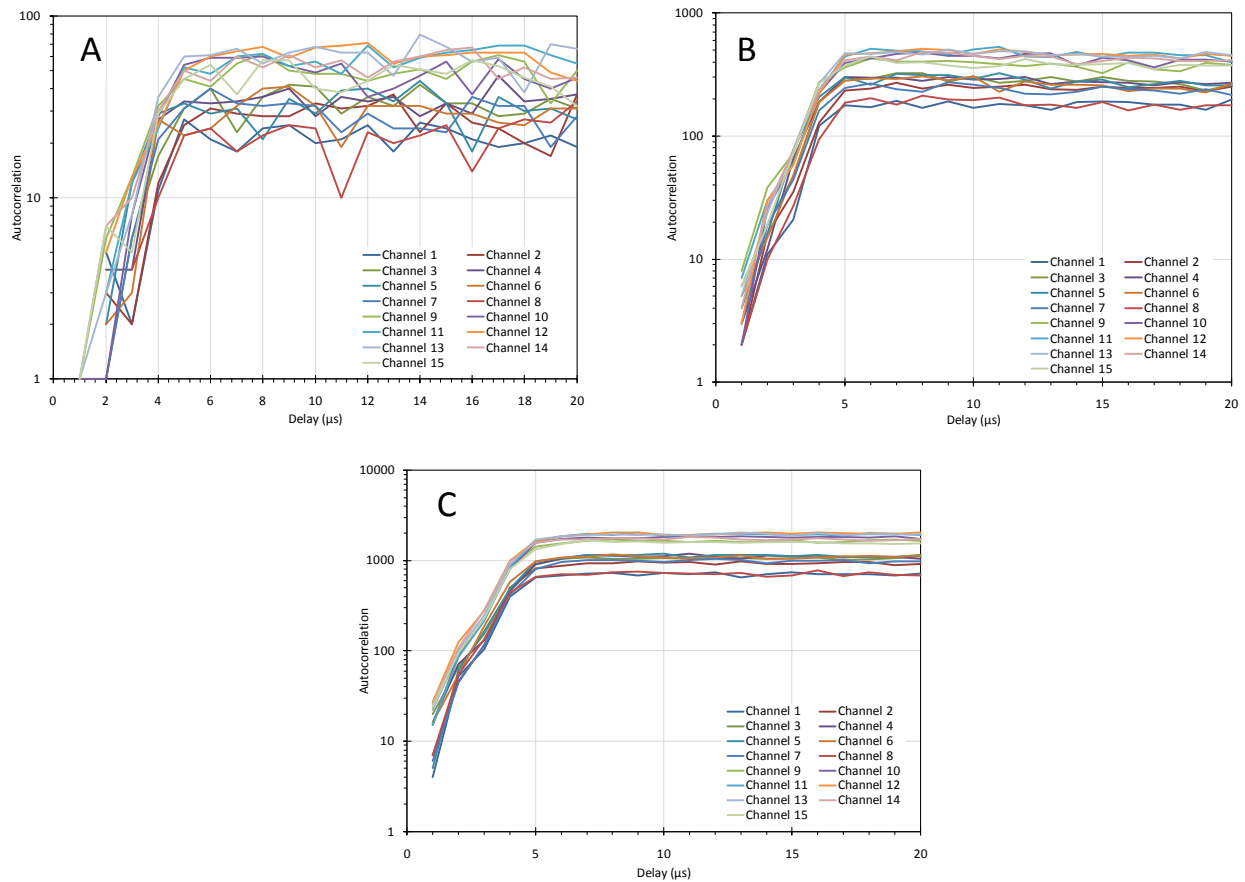 A
100
10
1
Autocorrelation
0 2 4 6 8 10 12 14 16 18 20
Delay (µs)
Channel 1 Channel 2
Channel 3 Channel 4
Channel 5 Channel 6
Channel 7 Channel 8
Channel 9 Channel 10
Channel 11 Channel 12
Channel 13 Channel 14
Channel 15
B
1000
100
10
1
Autocorrelation
0 5 10 15 20
Delay (µs)
Channel 1 Channel 2
Channel 3 Channel 4
Channel 5 Channel 6
Channel 7 Channel 8
Channel 9 Channel 10
Channel 11 Channel 12
Channel 13 Channel 14
Channel 15
C
10000
1000
100
10
1
Autocorrelation
0 5 10 15 20
Delay (µs)
Channel 1 Channel 2
Channel 3 Channel 4
Channel 5 Channel 6
Channel 7 Channel 8
Channel 9 Channel 10
Channel 11 Channel 12
Channel 13 Channel 14
Channel 15